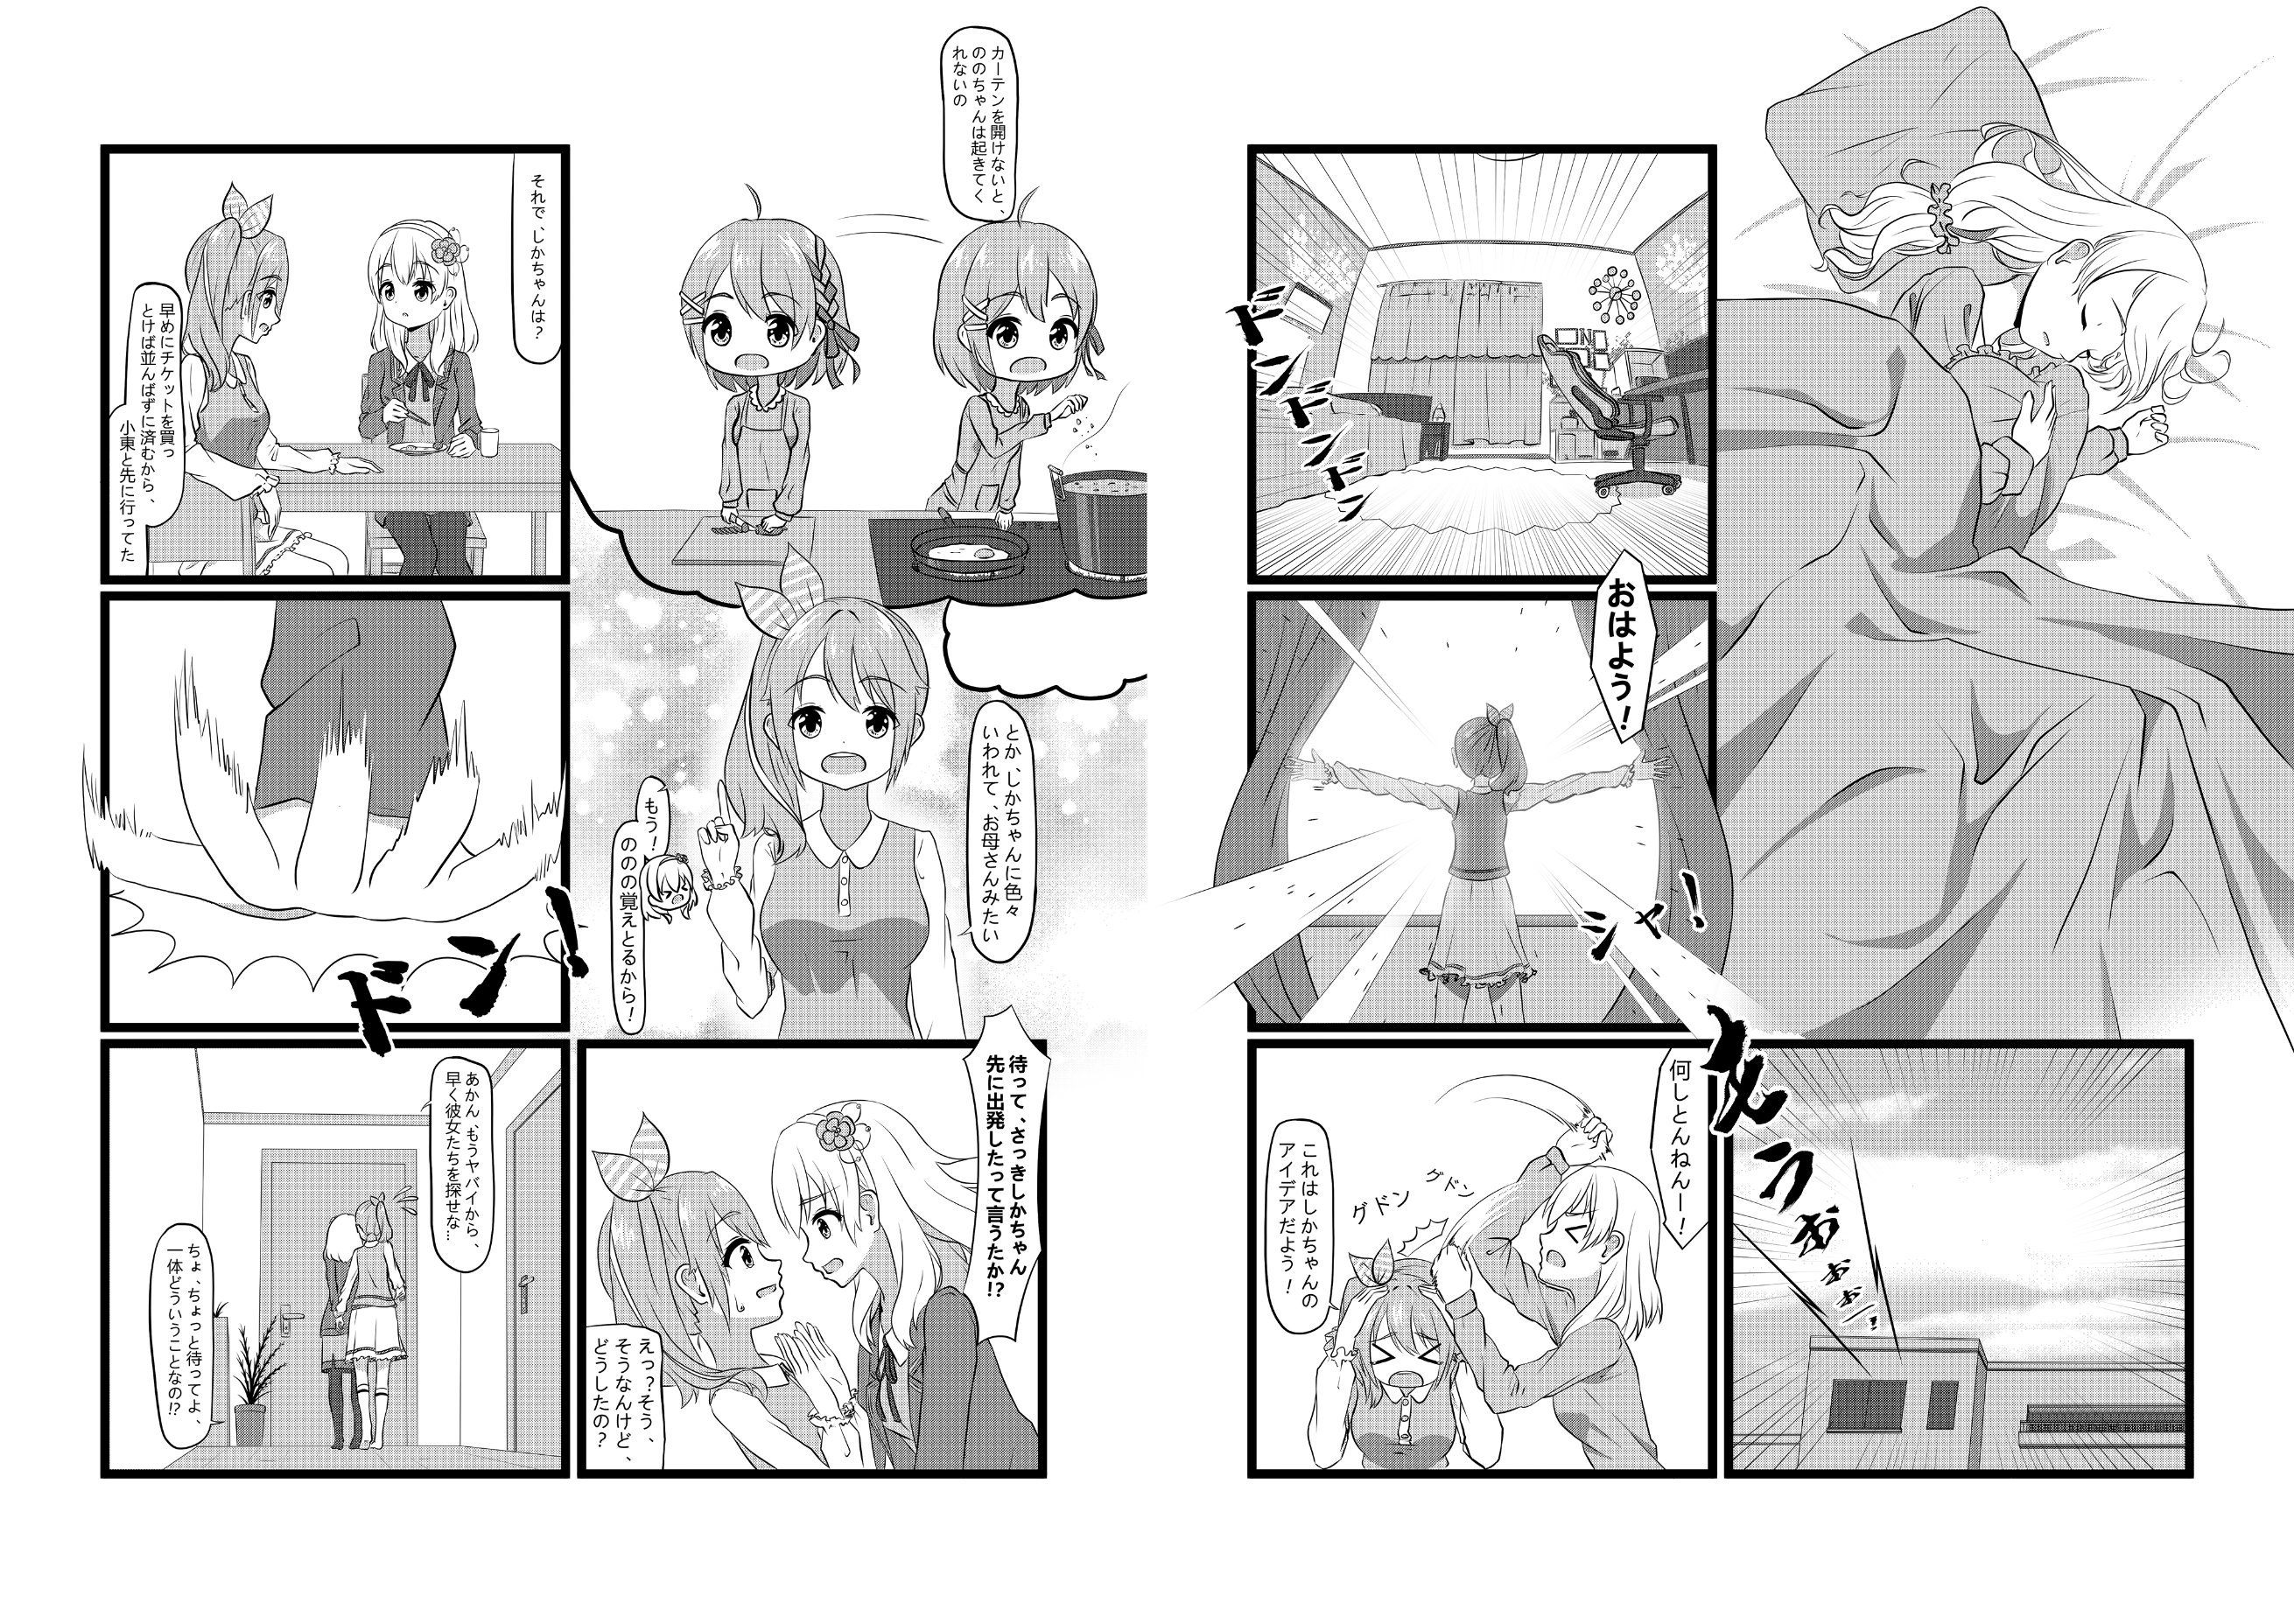 ドンドンドンドン
おはよう！
シャ！
えうぉぉぉー！
何しとんねんー！
グドン
グドン
これはしかちゃんの
アイデアだよう！
カーテンを開けないと、
ののちゃんは起きてく
れないの
とか、しかちゃんに色々
いわれて、お母さんみたい
もう！
ののの覚えとるから！
待って、さっきしかちゃん
先に出発したって言うたか!?
えっ？そう、
そうなんけど、
どうしたの？
それで、しかちゃんは？
早めにチケットを買っ
とけば並んばずに済むから、
小東と先に行ってた
ドン！
あかん、もうヤバイから、
早く彼女たちを探せな…
ちょ、ちょっと待ってよ、
一体どういうことなの!?